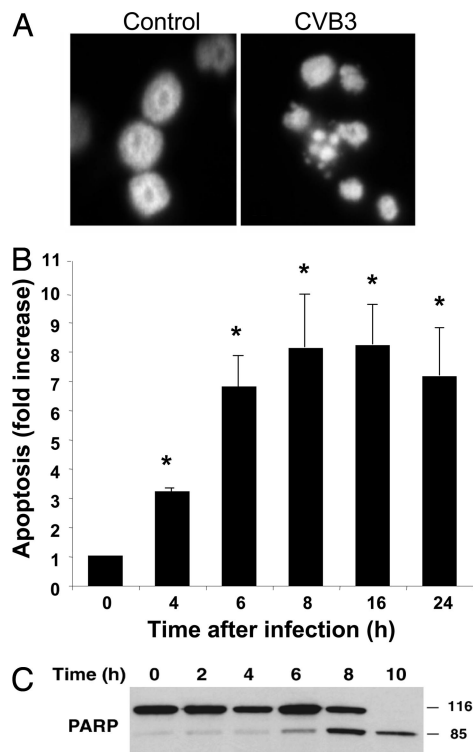 A
Control CVB3
B
11
10
9
8
7
6
5
4
3
2
1
0
Apoptosis (fold increase)
* * * * *
0 4 6 8 16 24
Time after infection (h)
C
Time (h) 0 2 4 6 8 10
PARP
— 116
— 85